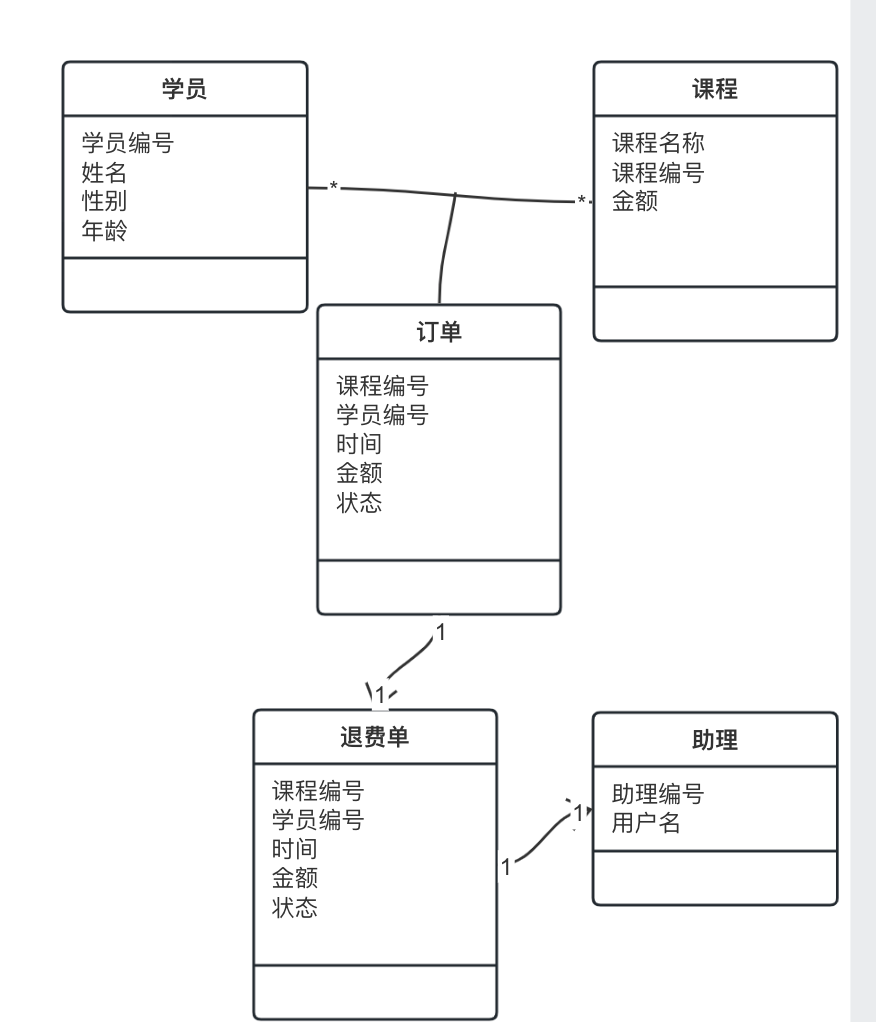 学员
学员编号
姓名
性别
年龄
*
*
课程
课程名称
课程编号
金额
订单
课程编号
学员编号
时间
金额
状态
1
1
退费单
课程编号
学员编号
时间
金额
状态
1
1
助理
助理编号
用户名